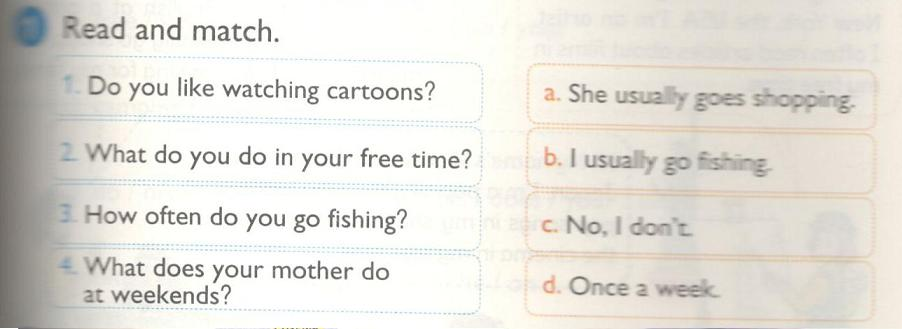 Read and match.
1. Do you like watching cartoons?
a. She usually goes shopping.
2. What do you do in your free time?
b. I usually go fishing.
3. How often do you go fishing?
c. No, I don't.
4. What does your mother do
at weekends?
d. Once a week.